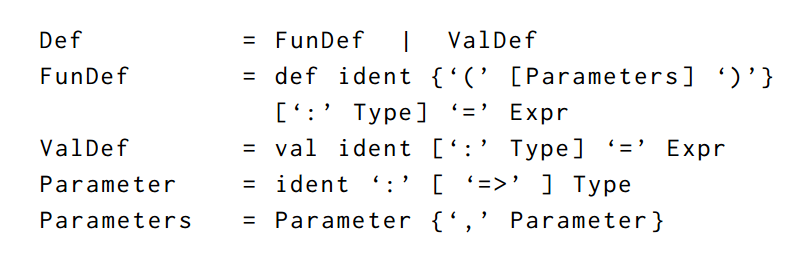 Def = FunDef | ValDef
FunDef = def ident {‘(’ [Parameters] ‘)’}
[‘:’ Type] ‘=’ Expr
ValDef = val ident [‘:’ Type] ‘=’ Expr
Parameter = ident ‘:’ [ ‘=>’ ] Type
Parameters = Parameter {‘,’ Parameter}